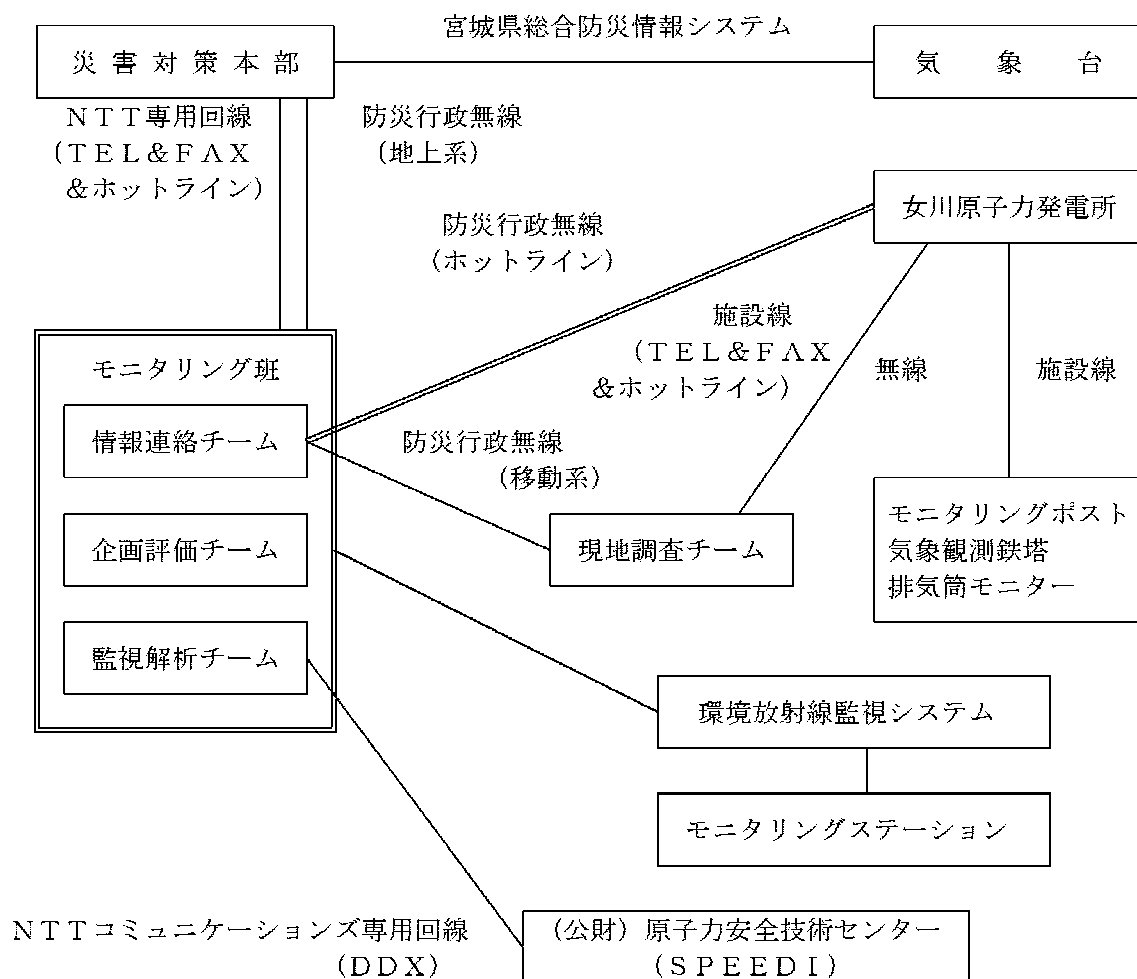 宮城県総合防災情報システム
災害対策本部
気象台
NTT専用回線
(TEL&FAX
&ホットライン)
防災行政無線
(地上系)
女川原子力発電所
防災行政無線
(ホットライン)
施設線
(TEL&FAX
&ホットライン)
無線
施設線
モニタリング班
情報連絡チーム
防災行政無線
(移動系)
モニタリングポスト
気象観測鉄塔
排気筒モニター
企画評価チーム
現地調査チーム
監視解析チーム
環境放射線監視システム
モニタリングステーション
NTTコミュニケーションズ専用回線
(DDX)
(公財)原子力安全技術センター
(SPEEDI)